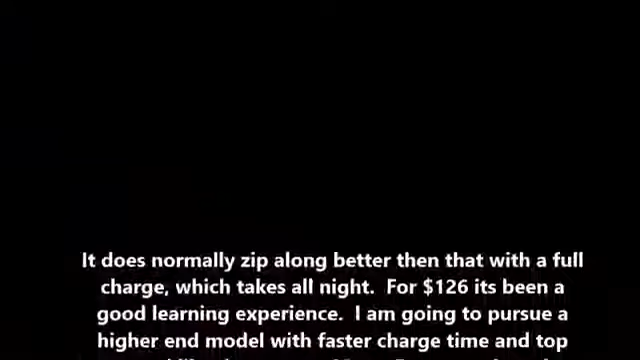 It does normally zip along better then that with a full
charge, which takes all night.  For $126 its been a
good learning experience.  I am going to pursue a
higher end model with faster charge time and top